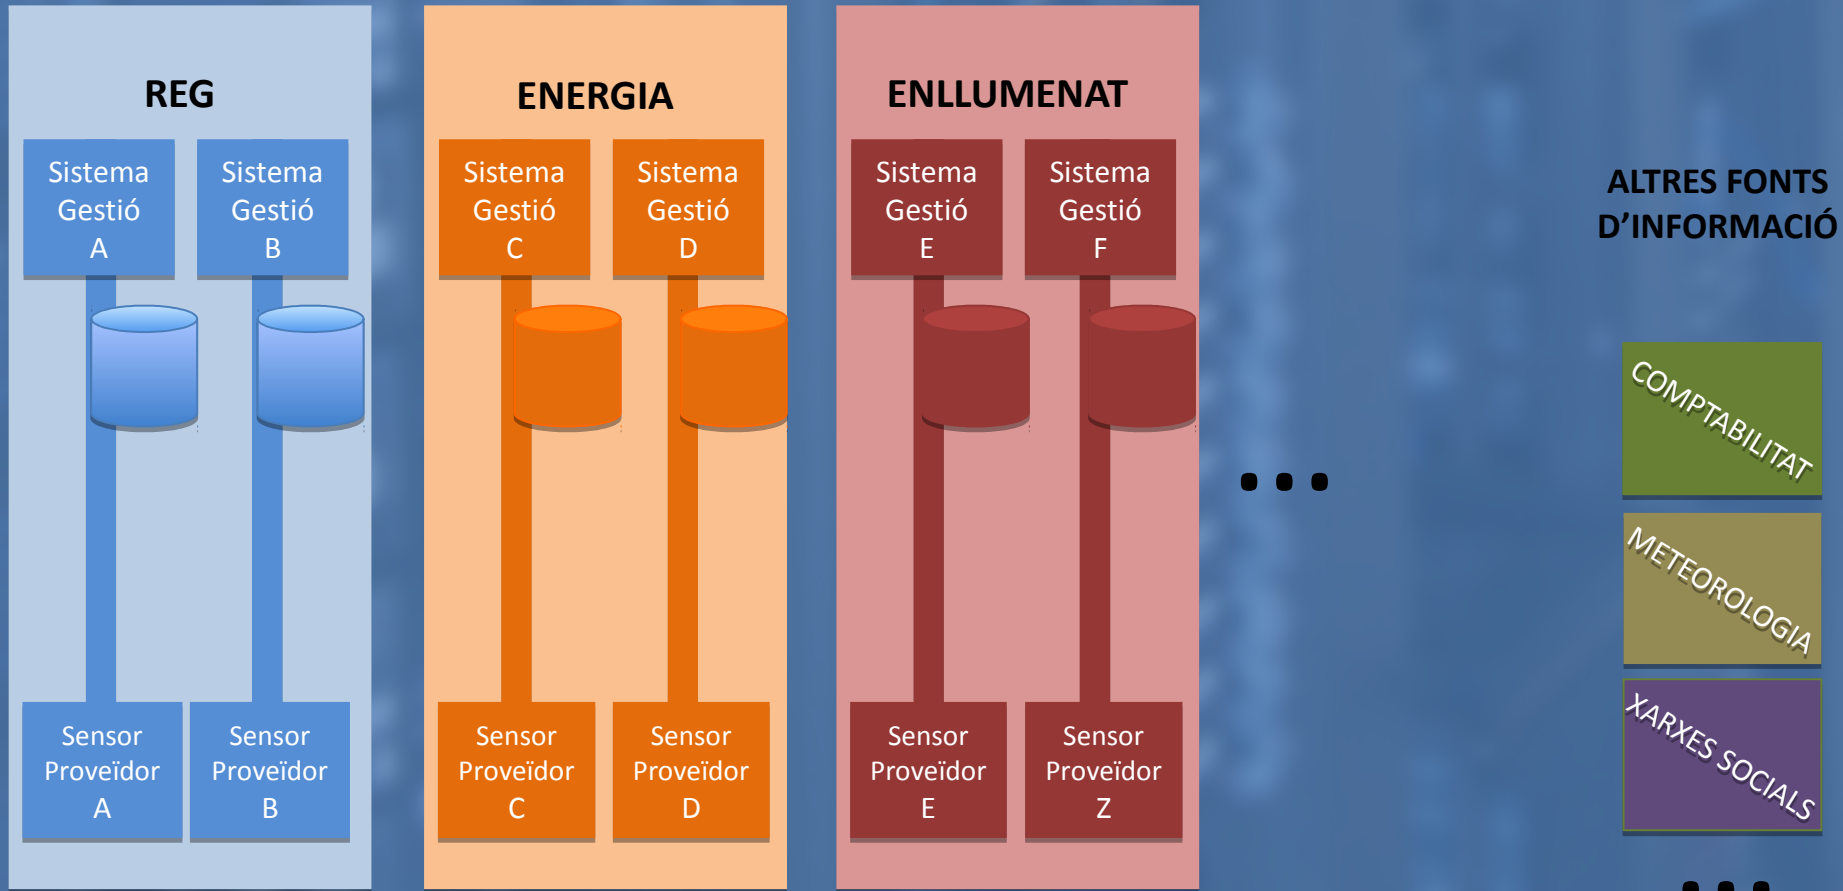 REG
Sistema
Gestió
A
Sistema
Gestió
B
Sensor
Proveïdor
A
Sensor
Proveïdor
B
ENERGIA
Sistema
Gestió
C
Sistema
Gestió
D
Sensor
Proveïdor
C
Sensor
Proveïdor
D
ENLLUMENAT
Sistema
Gestió
E
Sistema
Gestió
F
Sensor
Proveïdor
E
Sensor
Proveïdor
Z
...
ALTRES FONTS
D’INFORMACIÓ
COMPTABILITAT
METEOROLOGIA
XARXES SOCIALS
...